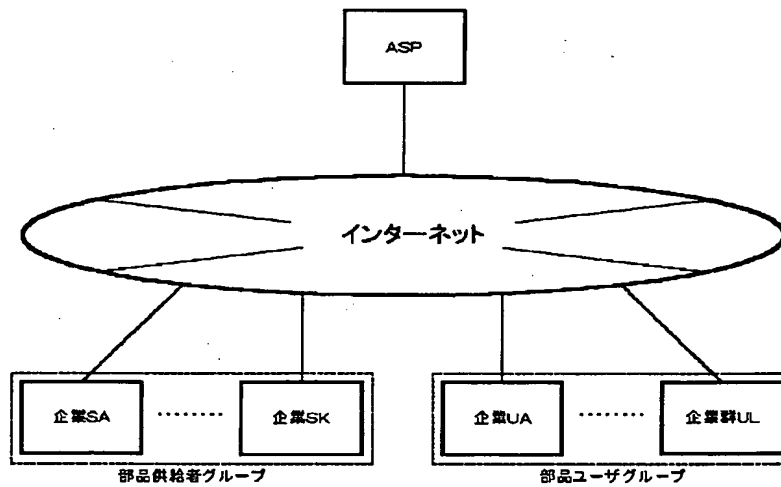 ASP
インターネット
企業SA ‥‥‥‥ 企業SK
企業UA ‥‥‥‥ 企業群UL
部品供給者グループ
部品ユーザグループ